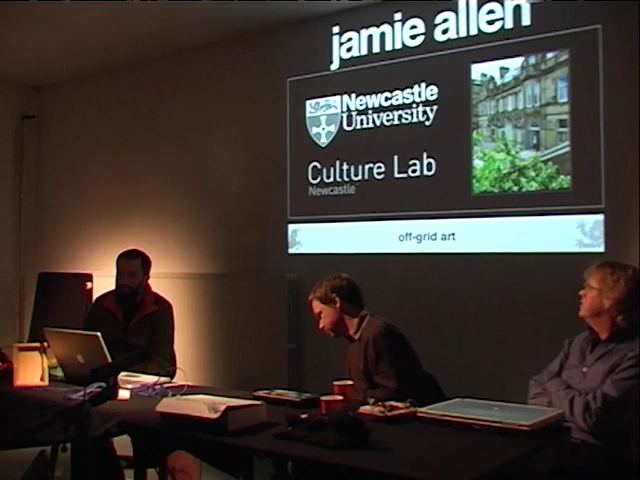 jamie allen
Newcastle
University
Culture Lab
Newcastle
off-grid art